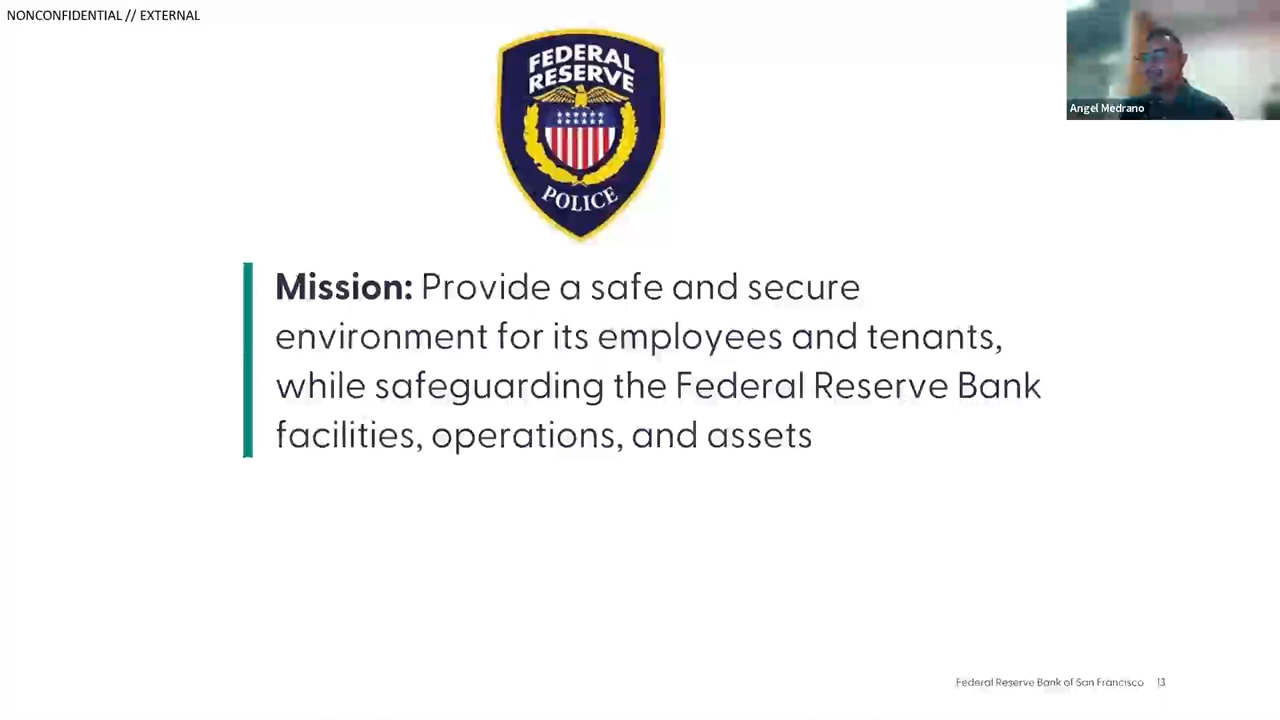 NONCONFIDENTIAL // EXTERNAL
FEDERAL
RESERVE
POLICE
Angel Medrano
Mission: Provide a safe and secure
environment for its employees and tenants,
while safeguarding the Federal Reserve Bank
facilities, operations, and assets
Federal Reserve Bank of San Francisco 13